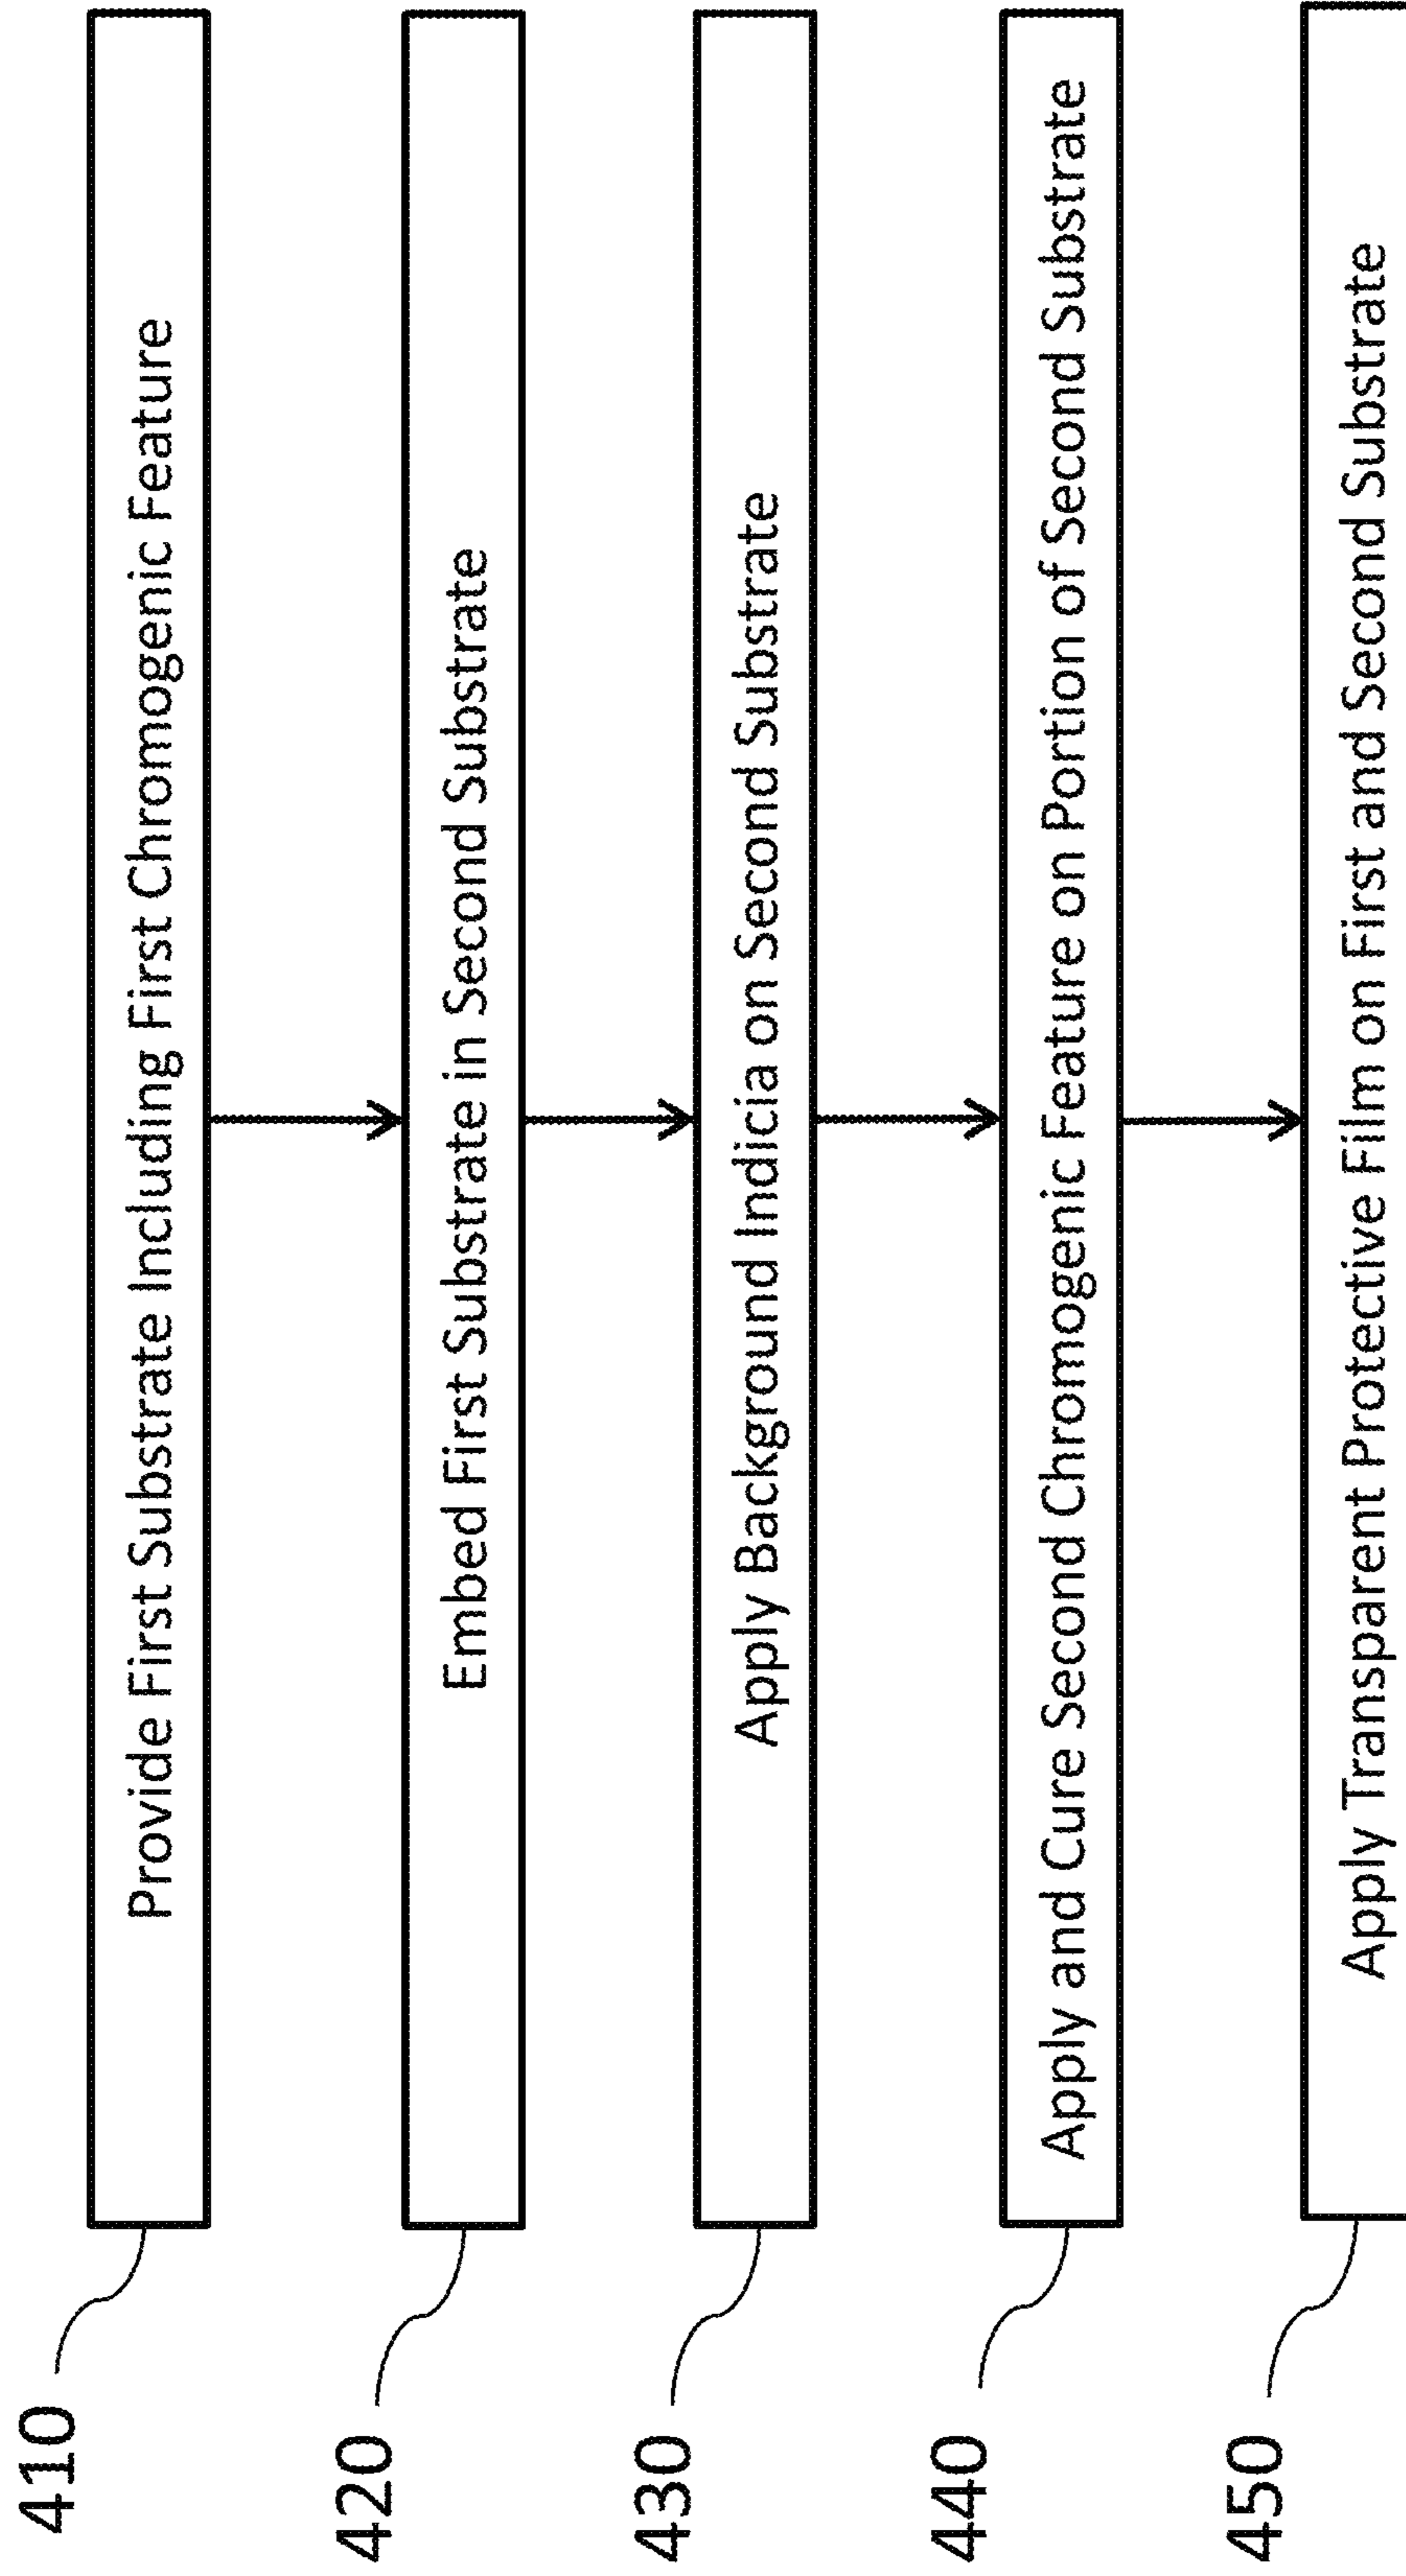 410
Provide First Substrate Including First Chromogenic Feature
420
Embed First Substrate in Second Substrate
430
Apply Background Indicia on Second Substrate
440
Apply and Cure Second Chromogenic Feature on Portion of Second Substrate
450
Apply Transparent Protective Film on First and Second Substrate